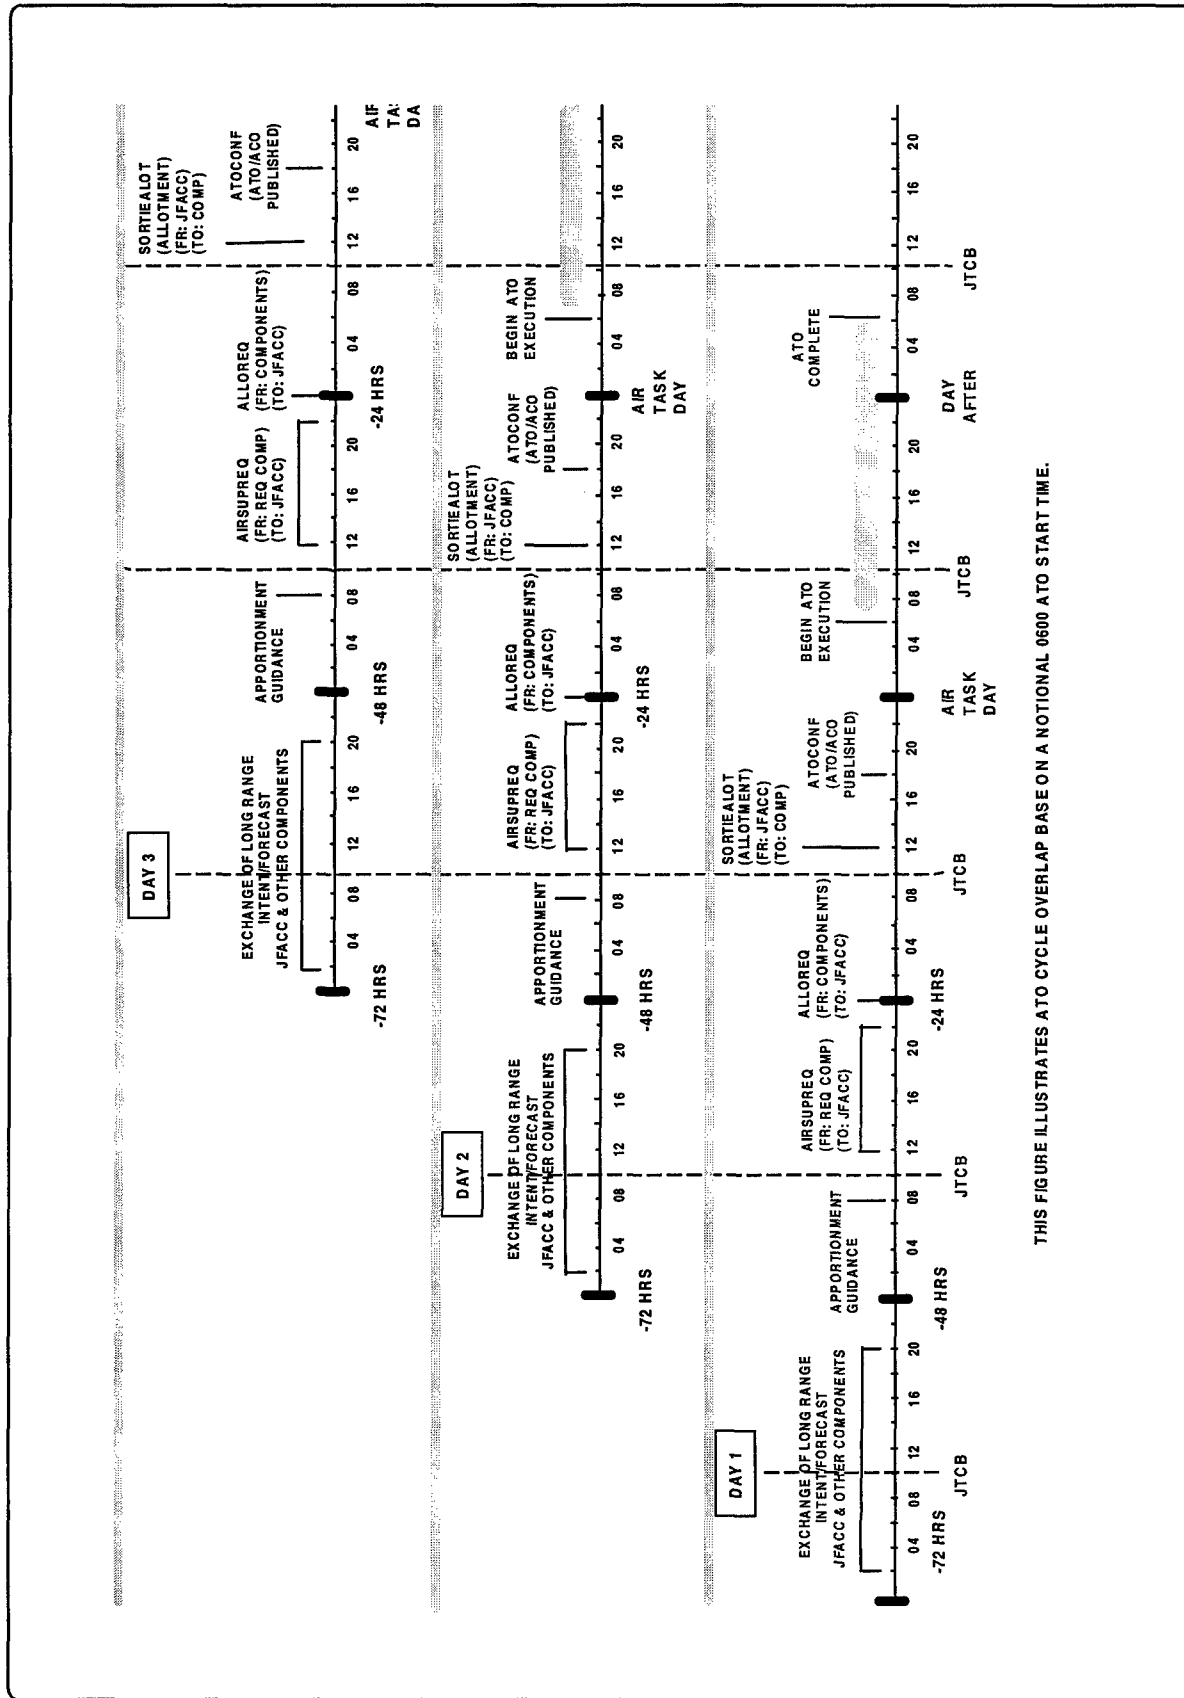 DAY 3
EXCHANGE OF LONG RANGE
INTENT/FORECAST
JFACC & OTHER COMPONENTS
APPORTIONMENT
GUIDANCE
AIRSUPREQ
(FR: REQ COMP)
(TO: JFACC)
ALLOREQ
(FR: COMPONENTS)
(TO: JFACC)
SORTIEALOT
(ALLOTMENT)
(FR: JFACC)
(TO: COMP)
ATOCONF
(ATO/ACO
PUBLISHED)
04 08 12 16 20 04 08 12 16 20 04 08 12 16 20
-72 HRS
-48 HRS
-24 HRS
AIR
TAS
DA
DAY 2
EXCHANGE OF LONG RANGE
INTENT/FORECAST
JFACC & OTHER COMPONENTS
APPORTIONMENT
GUIDANCE
AIRSUPREQ
(FR: REQ COMP)
(TO: JFACC)
ALLOREQ
(FR: COMPONENTS)
(TO: JFACC)
SORTIEALOT
(ALLOTMENT)
(FR: JFACC)
(TO: COMP)
ATOCONF
(ATO/ACO
PUBLISHED)
BEGIN ATO
EXECUTION
04 08 12 16 20 04 08 12 16 20 04 08 12 16 20 04 08 12 16 20
-72 HRS
-48 HRS
-24 HRS
AIR
TASK
DAY
DAY 1
EXCHANGE OF LONG RANGE
INTENT/FORECAST
JFACC & OTHER COMPONENTS
APPORTIONMENT
GUIDANCE
AIRSUPREQ
(FR: REQ COMP)
(TO: JFACC)
ALLOREQ
(FR: COMPONENTS)
(TO: JFACC)
SORTIEALOT
(ALLOTMENT)
(FR: JFACC)
(TO: COMP)
ATOCONF
(ATO/ACO
PUBLISHED)
BEGIN ATO
EXECUTION
ATO
COMPLETE
04 08 12 16 20 04 08 12 16 20 04 08 12 16 20 04 08 12 16 20 04 08 12 16 20
-72 HRS
-48 HRS
-24 HRS
AIR
TASK
DAY
DAY
AFTER
JTCB
JTCB
JTCB
JTCB
JTCB
THIS FIGURE ILLUSTRATES ATO CYCLE OVERLAP BASE ON A NOTIONAL 0600 ATO START TIME.